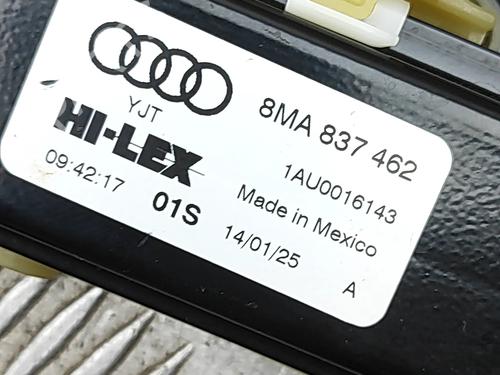 8MA 837 462
YJT
HI-LEX
1AU0016143
09:42:17
01S
Made in Mexico
14/01/25
A